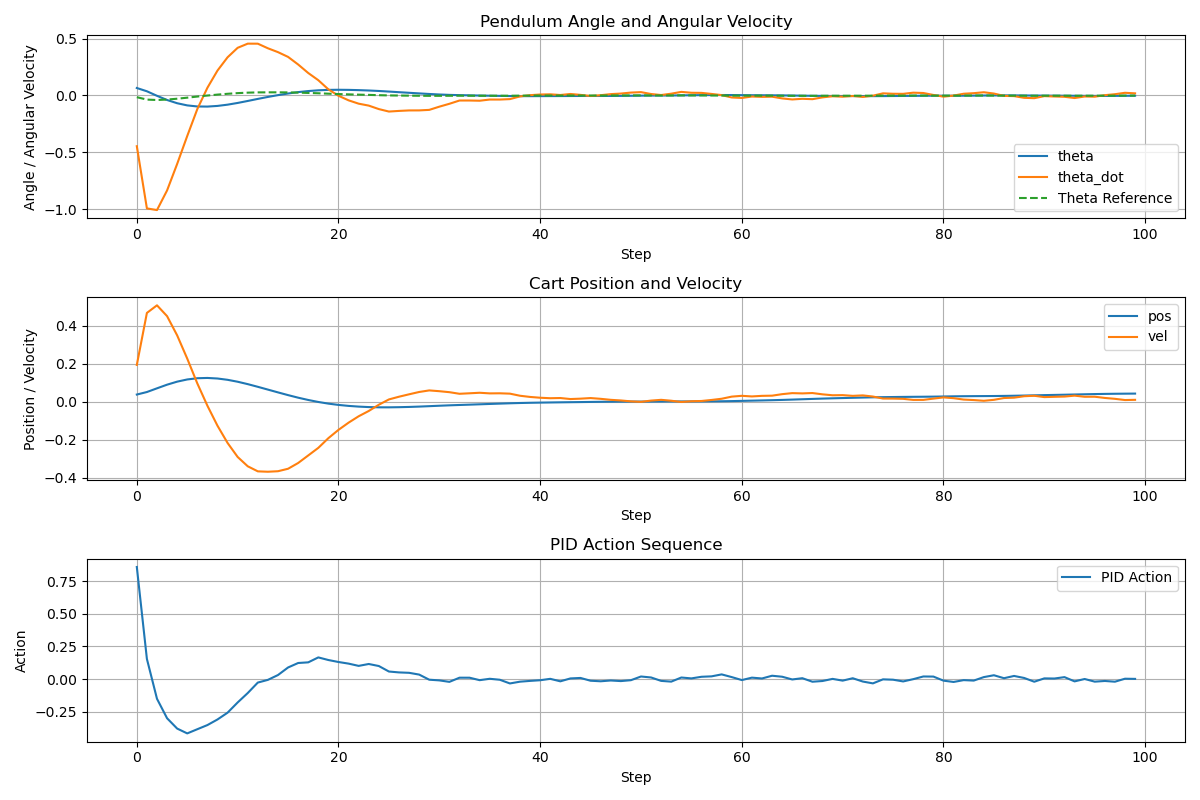 Pendulum Angle and Angular Velocity
Angle / Angular Velocity
0.5
0.0
−0.5
−1.0
theta
theta_dot
Theta Reference
0 20 40 60 80 100
Step
Cart Position and Velocity
Position / Velocity
0.4
0.2
0.0
−0.2
−0.4
pos
vel
0 20 40 60 80 100
Step
PID Action Sequence
Action
0.75
0.50
0.25
0.00
−0.25
PID Action
0 20 40 60 80 100
Step